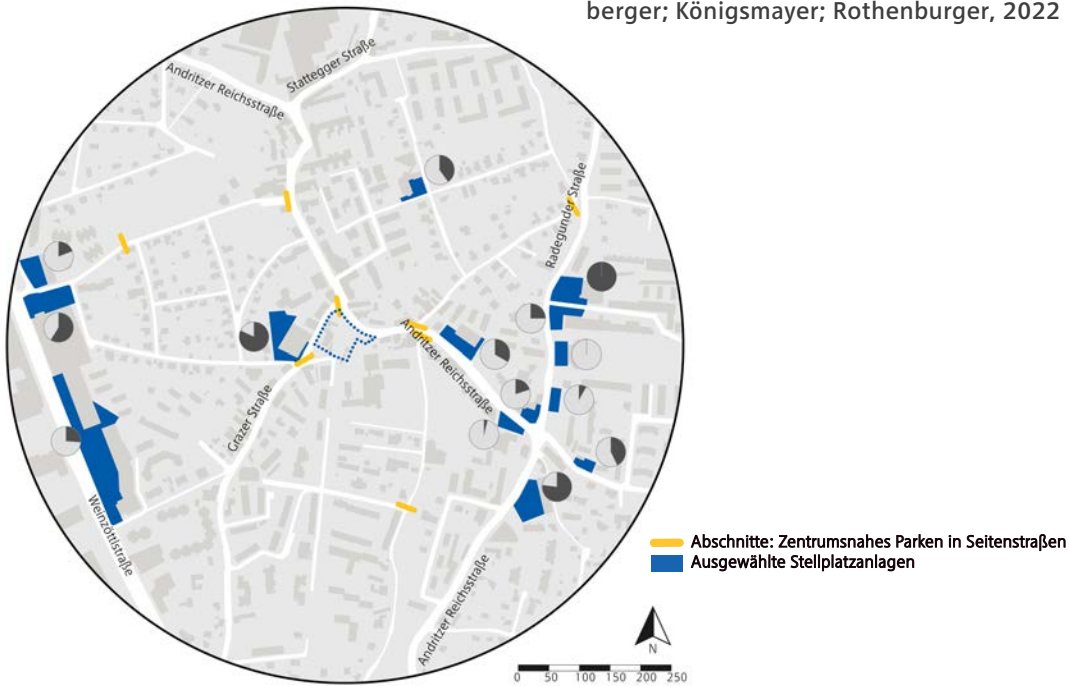 berger; Königsmayer; Rothenburger, 2022
Stattegger Straße
Andritzer Reichsstraße
Radegunder Straße
Andritzer Reichsstraße
Grazer Straße
Weinzöttlstraße
Andritzer Reichsstraße
Abschnitte: Zentrumsnahes Parken in Seitenstraßen
Ausgewählte Stellplatzanlagen
N
0 50 100 150 200 250